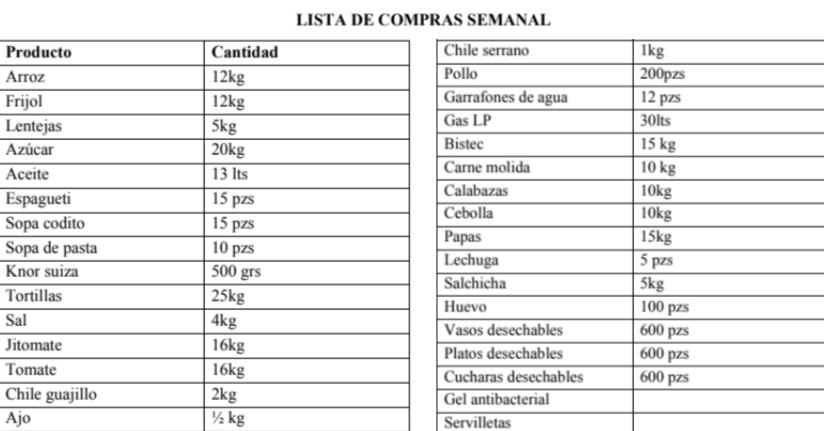 LISTA DE COMPRAS SEMANAL
Producto Cantidad
Arroz 12kg
Frijol 12kg
Lentejas 5kg
Azúcar 20kg
Aceite 13 lts
Espagueti 15 pzs
Sopa codito 15 pzs
Sopa de pasta 10 pzs
Knor suiza 500 grs
Tortillas 25kg
Sal 4kg
Jitomate 16kg
Tomate 16kg
Chile guajillo 2kg
Ajo ½ kg
Chile serrano 1kg
Pollo 200pzs
Garrafones de agua 12 pzs
Gas LP 30lts
Bistec 15 kg
Carne molida 10 kg
Calabazas 10kg
Cebolla 10kg
Papas 15kg
Lechuga 5 pzs
Salchicha 5kg
Huevo 100 pzs
Vasos desechables 600 pzs
Platos desechables 600 pzs
Cucharas desechables 600 pzs
Gel antibacterial
Servilletas